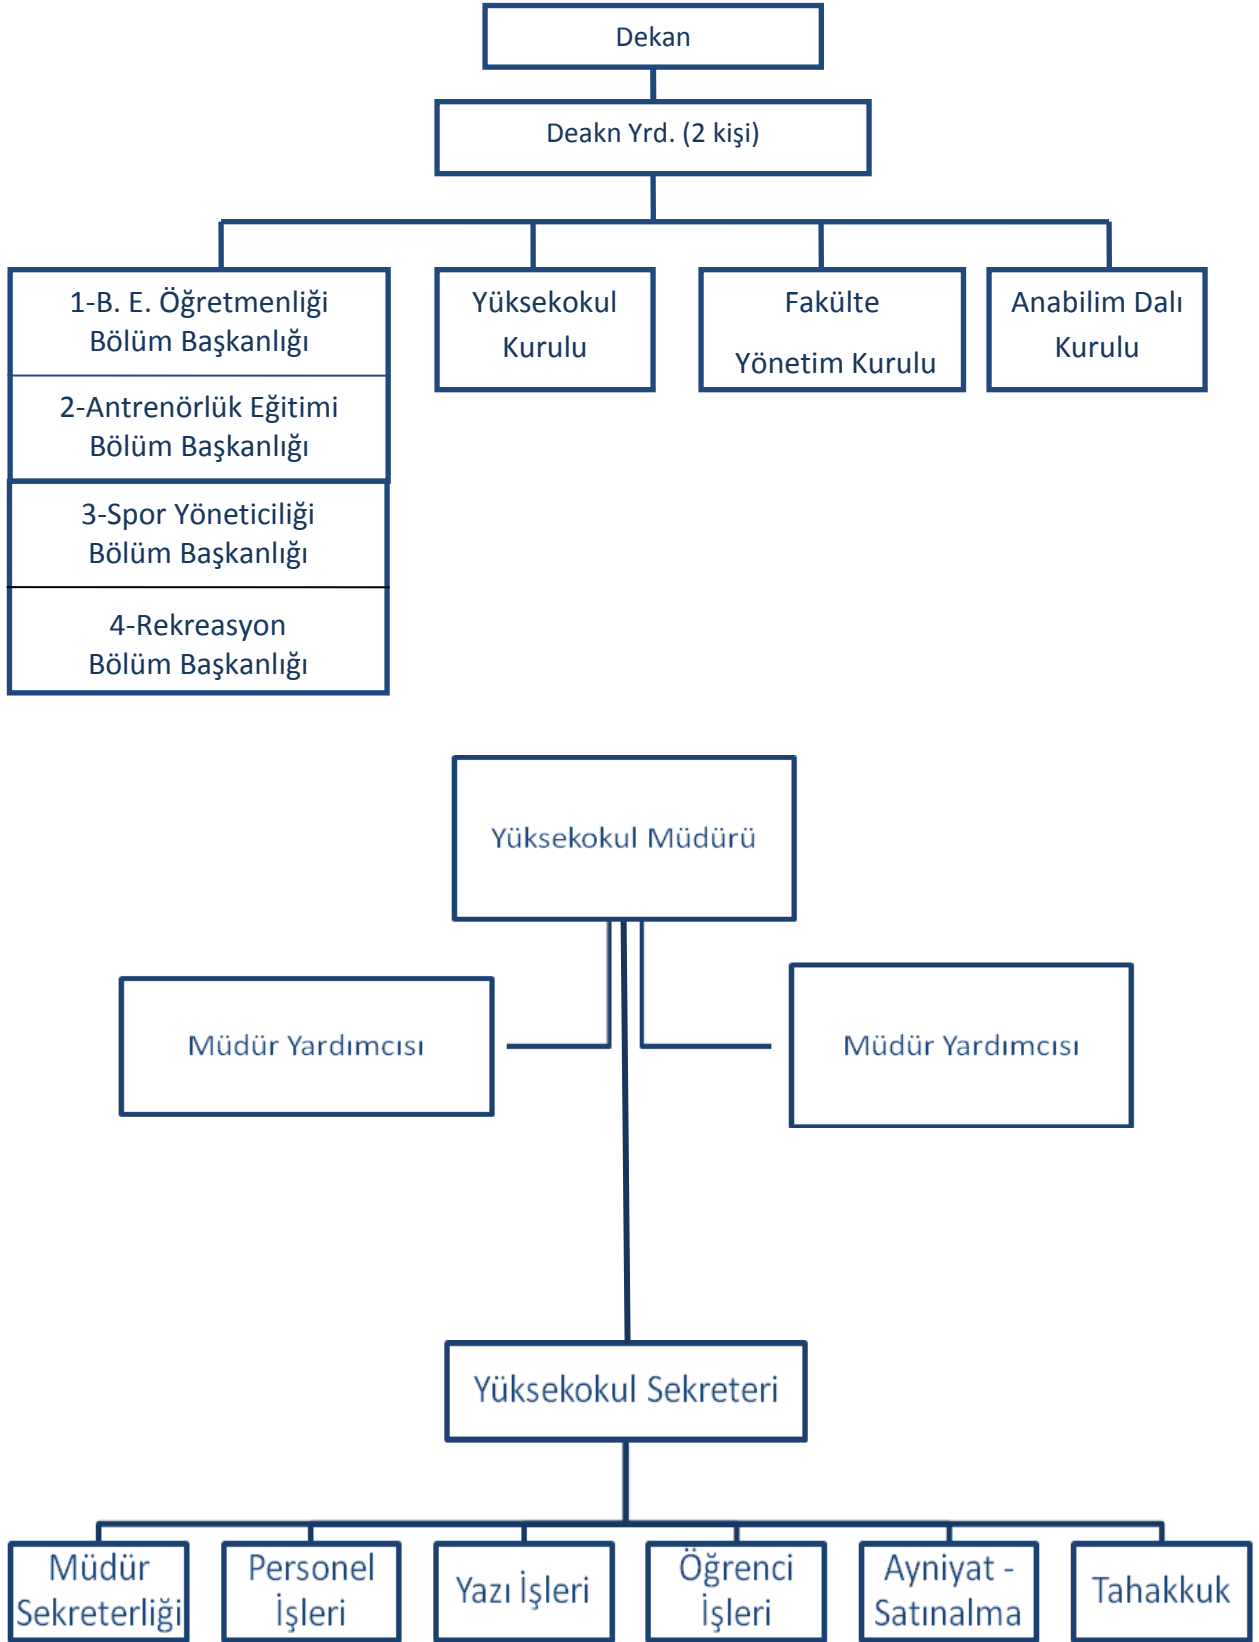 Dekan
Deakn Yrd. (2 kişi)
1-B. E. Öğretmenliği
Bölüm Başkanlığı
2-Antrenörlük Eğitimi
Bölüm Başkanlığı
3-Spor Yöneticiliği
Bölüm Başkanlığı
4-Rekreasyon
Bölüm Başkanlığı
Yüksekokul
Kurulu
Fakülte
Yönetim Kurulu
Anabilim Dalı
Kurulu
Yüksekokul Müdürü
Müdür Yardımcısı
Müdür Yardımcısı
Yüksekokul Sekreteri
Müdür
Sekreterliği
Personel
İşleri
Yazı İşleri
Öğrenci
İşleri
Ayniyat -
Satınalma
Tahakkuk